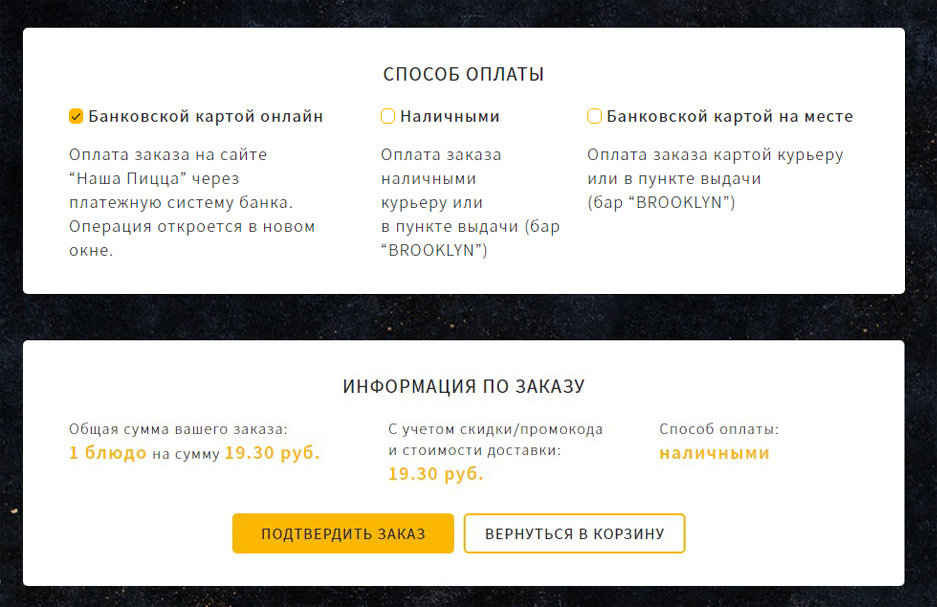 СПОСОБ ОПЛАТЫ
Банковской картой онлайн
Оплата заказа на сайте
“Наша Пицца” через
платежную систему банка.
Операция откроется в новом
окне.
Наличными
Оплата заказа
наличными
курьеру или
в пункте выдачи (бар
“BROOKLYN”)
Банковской картой на месте
Оплата заказа картой курьеру
или в пункте выдачи
(бар “BROOKLYN”)
ИНФОРМАЦИЯ ПО ЗАКАЗУ
Общая сумма вашего заказа:
1 блюдо на сумму 19.30 руб.
С учетом скидки/промокода
и стоимости доставки:
19.30 руб.
Способ оплаты:
наличными
ПОДТВЕРДИТЬ ЗАКАЗ
ВЕРНУТЬСЯ В КОРЗИНУ